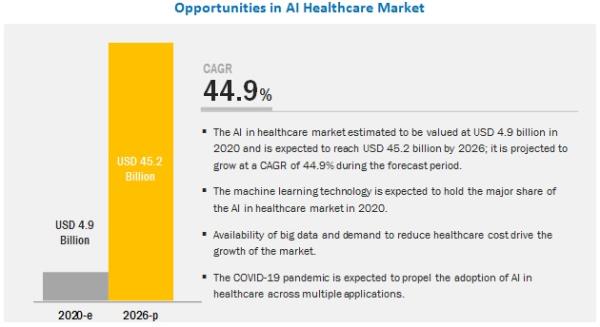 Opportunities in AI Healthcare Market
CAGR
44.9%
▪ The AI in healthcare market estimated to be valued at USD 4.9 billion in
2020 and is expected to reach USD 45.2 billion by 2026; it is projected to
grow at a CAGR of 44.9% during the forecast period.
▪ The machine learning technology is expected to hold the major share of
the AI in healthcare market in 2020.
▪ Availability of big data and demand to reduce healthcare cost drive the
growth of the market.
▪ The COVID-19 pandemic is expected to propel the adoption of AI in
healthcare across multiple applications.
USD 45.2
Billion
USD 4.9
Billion
2020-e
2026-p